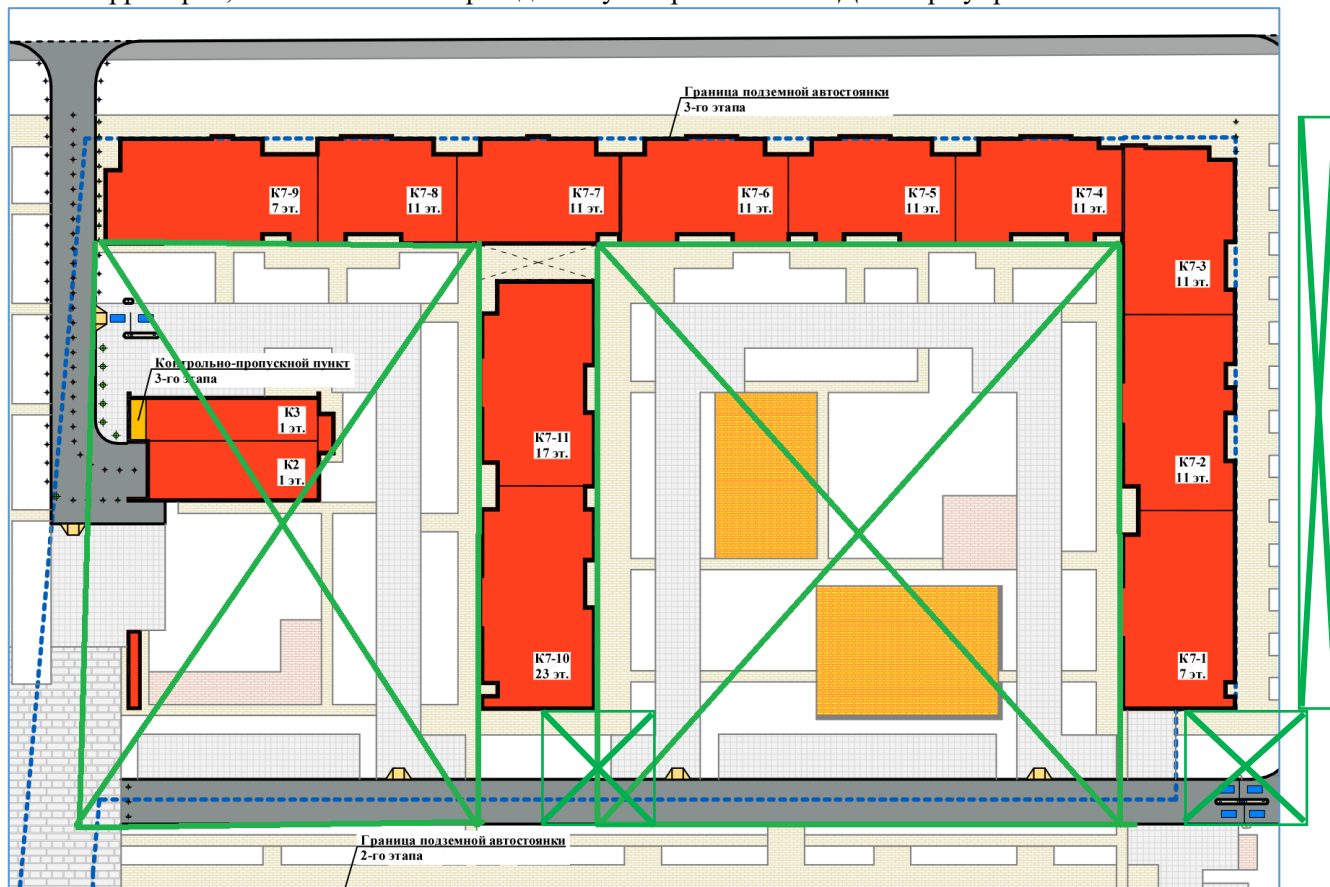 Граница подземной автостоянки
3-го этапа
К7-9
7 эт.
К7-8
11 эт.
К7-7
11 эт.
К7-6
11 эт.
К7-5
11 эт.
К7-4
11 эт.
К7-3
11 эт.
Контрольно-пропускной пункт
3-го этапа
К3
1 эт.
К7-11
17 эт.
К2
1 эт.
К7-2
11 эт.
К7-10
23 эт.
К7-1
7 эт.
Граница подземной автостоянки
2-го этапа